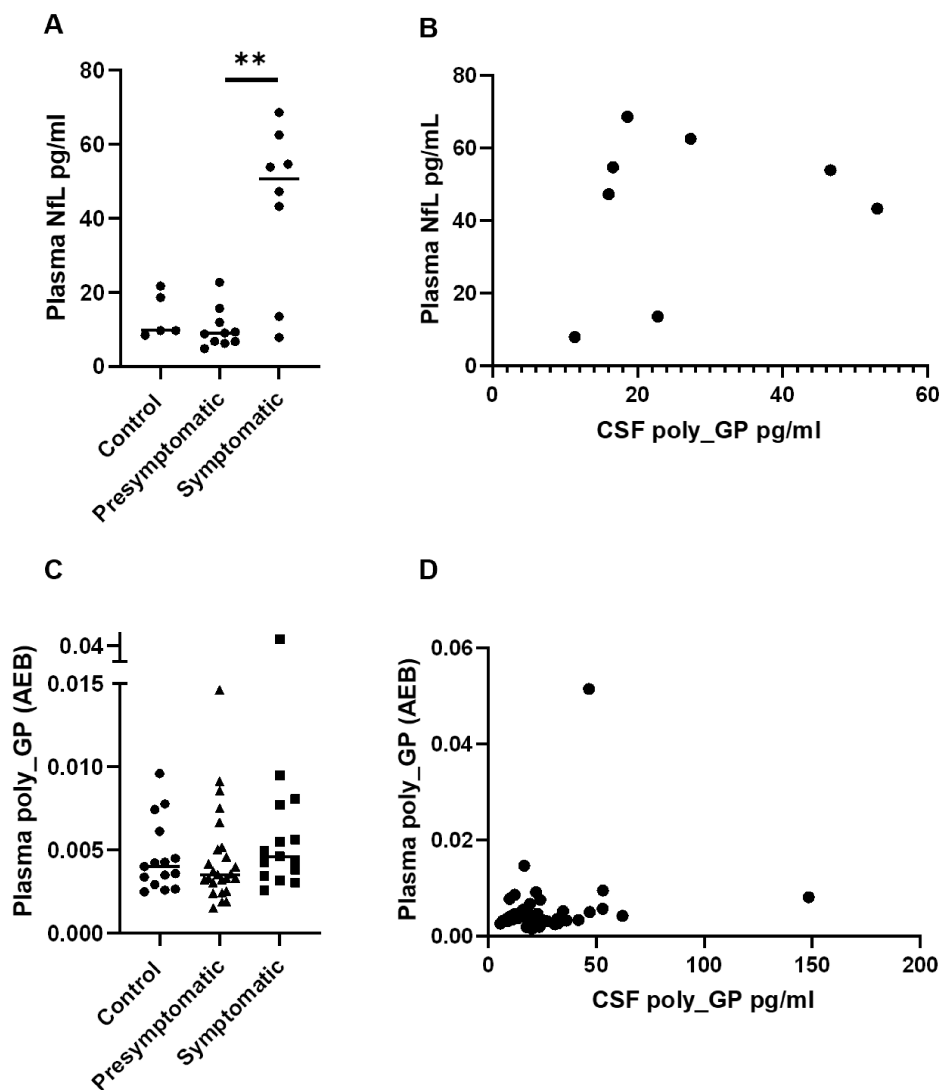 A
**
80
60
40
20
0
Plasma NfL pg/ml
Control
Presymptomatic
Symptomatic
B
80
60
40
20
0
Plasma NfL pg/mL
0 20 40 60
CSF poly_GP pg/ml
C
0.04
0.015
0.010
0.005
0.000
Plasma poly_GP (AEB)
Control
Presymptomatic
Symptomatic
D
0.06
0.04
0.02
0.00
Plasma poly_GP (AEB)
0 50 100 150 200
CSF poly_GP pg/ml